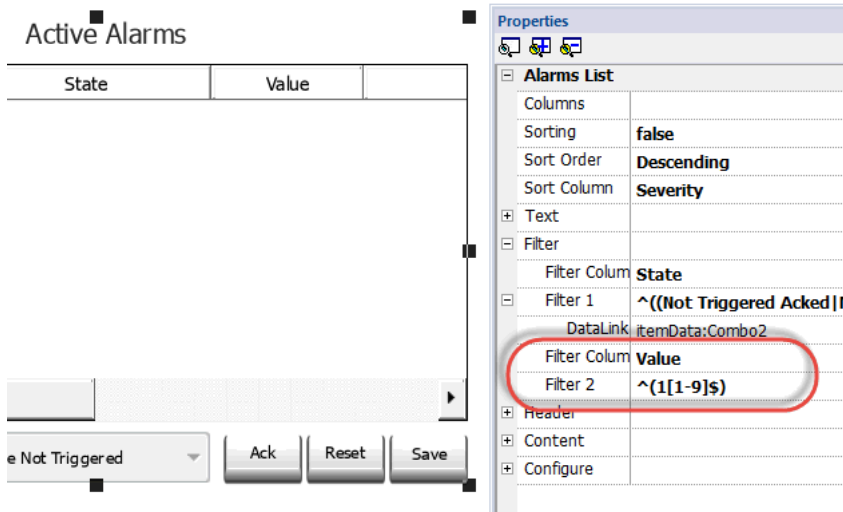 Active Alarms
State Value
e Not Triggered
Ack Reset Save
Properties
Alarms List
Columns
Sorting false
Sort Order Descending
Sort Column Severity
Text
Filter
Filter Colum State
Filter 1 ^((Not Triggered Acked|
DataLink itemData:Combo2
Filter Colum Value
Filter 2 ^(1[1-9]$)
Header
Content
Configure